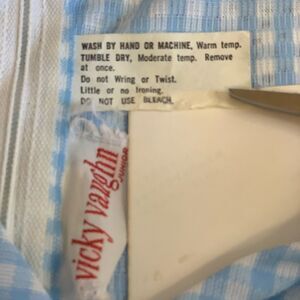 WASH BY HAND OR MACHINE, Warm temp.
TUMBLE DRY, Moderate temp. Remove
at once.
Do not Wring or Twist.
Little or no Ironing.
DO NOT USE BLEACH.
vicky vaughn
JUNIOR